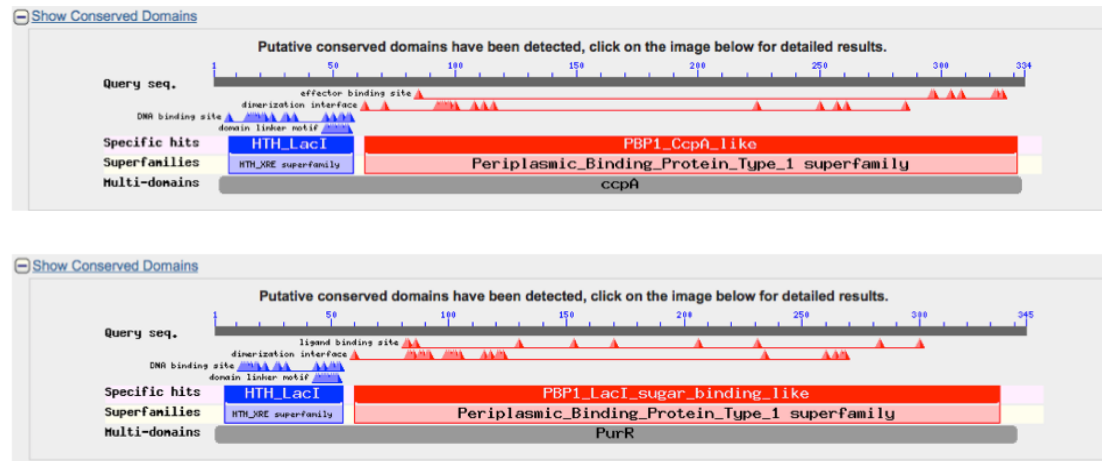 Show Conserved Domains
Putative conserved domains have been detected, click on the image below for detailed results.
1 50 100 150 200 250 300 334
Query seq.
effector binding site
dimerization interface
DNA binding site
domain linker motif
Specific hits HTH_LacI PBP1_CcpA_like
Superfamilies HTH_XRE superfamily Periplasmic_Binding_Protein_Type_1 superfamily
Multi-domains ccpA
Show Conserved Domains
Putative conserved domains have been detected, click on the image below for detailed results.
1 50 100 150 200 250 300 345
Query seq.
ligand binding site
dimerization interface
DNA binding site
domain linker motif
Specific hits HTH_LacI PBP1_LacI_sugar_binding_like
Superfamilies HTH_XRE superfamily Periplasmic_Binding_Protein_Type_1 superfamily
Multi-domains PurR